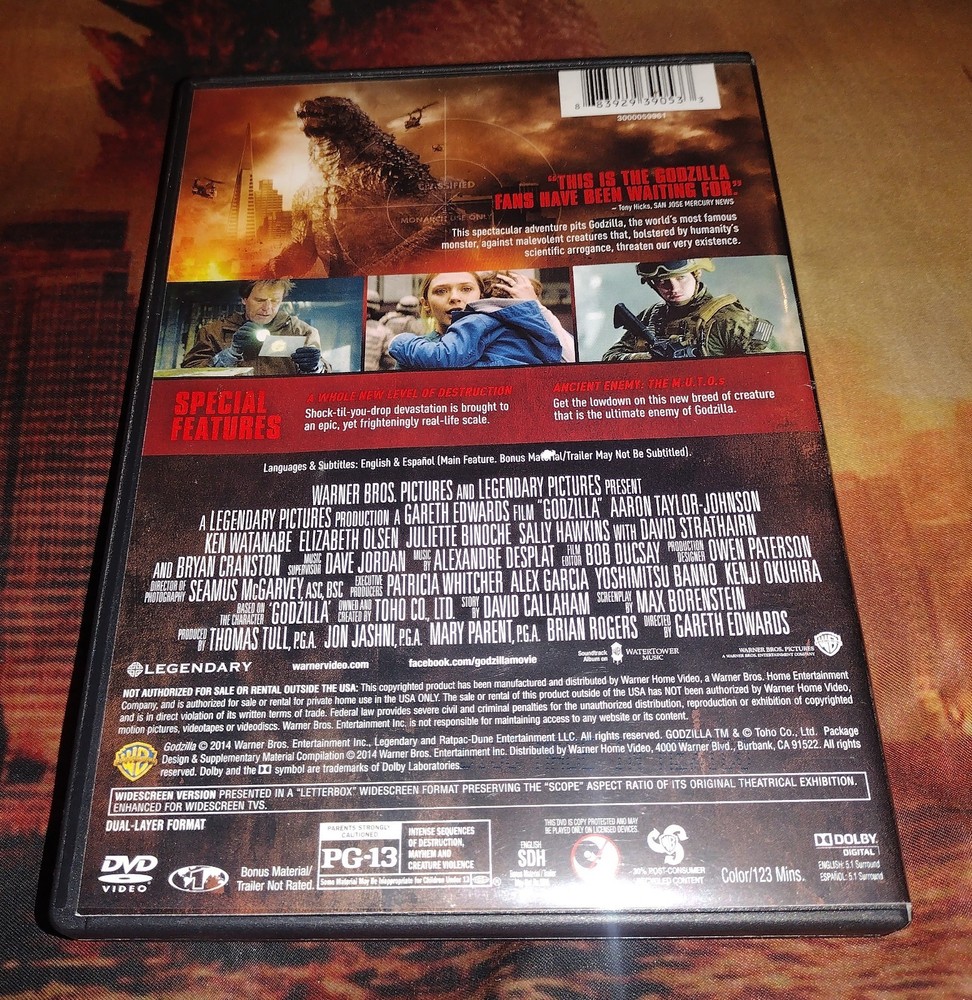 8 83929 39053 3
3000059961
CLASSIFIED
MONARCH USE ONLY
"THIS IS THE GODZILLA
FANS HAVE BEEN WAITING FOR."
– Tony Hicks, SAN JOSE MERCURY NEWS
This spectacular adventure pits Godzilla, the world's most famous
monster, against malevolent creatures that, bolstered by humanity's
scientific arrogance, threaten our very existence.
SPECIAL
FEATURES
A WHOLE NEW LEVEL OF DESTRUCTION
Shock-til-you-drop devastation is brought to
an epic, yet frighteningly real-life scale.
ANCIENT ENEMY: THE M.U.T.O.s
Get the lowdown on this new breed of creature
that is the ultimate enemy of Godzilla.
Languages & Subtitles: English & Español (Main Feature. Bonus Material/Trailer May Not Be Subtitled).
WARNER BROS. PICTURES AND LEGENDARY PICTURES PRESENT
A LEGENDARY PICTURES PRODUCTION A GARETH EDWARDS FILM "GODZILLA" AARON TAYLOR-JOHNSON
KEN WATANABE ELIZABETH OLSEN JULIETTE BINOCHE SALLY HAWKINS WITH DAVID STRATHAIRN
AND BRYAN CRANSTON MUSIC SUPERVISOR DAVE JORDAN MUSIC BY ALEXANDRE DESPLAT FILM EDITOR BOB DUCSAY PRODUCTION DESIGNER OWEN PATERSON
DIRECTOR OF PHOTOGRAPHY SEAMUS McGARVEY, ASC, BSC EXECUTIVE PRODUCERS PATRICIA WHITCHER ALEX GARCIA YOSHIMITSU BANNO KENJI OKUHIRA
BASED ON THE CHARACTER 'GODZILLA' OWNED AND CREATED BY TOHO CO., LTD. STORY BY DAVID CALLAHAM SCREENPLAY BY MAX BORENSTEIN
PRODUCED BY THOMAS TULL, P.G.A. JON JASHNI, P.G.A. MARY PARENT, P.G.A. BRIAN ROGERS DIRECTED BY GARETH EDWARDS
LEGENDARY warnervideo.com facebook.com/godzillamovie Soundtrack Album on WATERTOWER MUSIC WARNER BROS. PICTURES
A WARNER BROS. ENTERTAINMENT COMPANY
NOT AUTHORIZED FOR SALE OR RENTAL OUTSIDE THE USA: This copyrighted product has been manufactured and distributed by Warner Home Video, a Warner Bros. Home Entertainment
Company, and is authorized for sale or rental for private home use in the USA ONLY. The sale or rental of this product outside of the USA has NOT been authorized by Warner Home Video,
and is in direct violation of its written terms of trade. Federal law provides severe civil and criminal penalties for the unauthorized distribution, reproduction or exhibition of copyrighted
motion pictures, videotapes or videodiscs. Warner Bros. Entertainment Inc. is not responsible for maintaining access to any website or its content.
WB
Godzilla © 2014 Warner Bros. Entertainment Inc., Legendary and Ratpac-Dune Entertainment LLC. All rights reserved. GODZILLA TM & © Toho Co., Ltd. Package
Design & Supplementary Material Compilation © 2014 Warner Bros. Entertainment Inc. Distributed by Warner Home Video, 4000 Warner Blvd., Burbank, CA 91522. All rights
reserved. Dolby and the DD symbol are trademarks of Dolby Laboratories.
WIDESCREEN VERSION PRESENTED IN A "LETTERBOX" WIDESCREEN FORMAT PRESERVING THE "SCOPE" ASPECT RATIO OF ITS ORIGINAL THEATRICAL EXHIBITION.
ENHANCED FOR WIDESCREEN TVS.
DUAL-LAYER FORMAT
DVD
VIDEO
1
Bonus Material/
Trailer Not Rated.
PARENTS STRONGLY CAUTIONED
PG-13
INTENSE SEQUENCES
OF DESTRUCTION,
MAYHEM AND
CREATURE VIOLENCE
Some Material May Be Inappropriate for Children Under 13
®
ENGLISH
SDH
Bonus Material/Trailer
THIS DVD IS COPY PROTECTED AND MAY
BE PLAYED ONLY ON LICENSED DEVICES.
30% POST-CONSUMER
RECYCLED CONTENT
Color/123 Mins.
DOLBY
DIGITAL
ENGLISH: 5.1 Surround
ESPAÑOL: 5.1 Surround